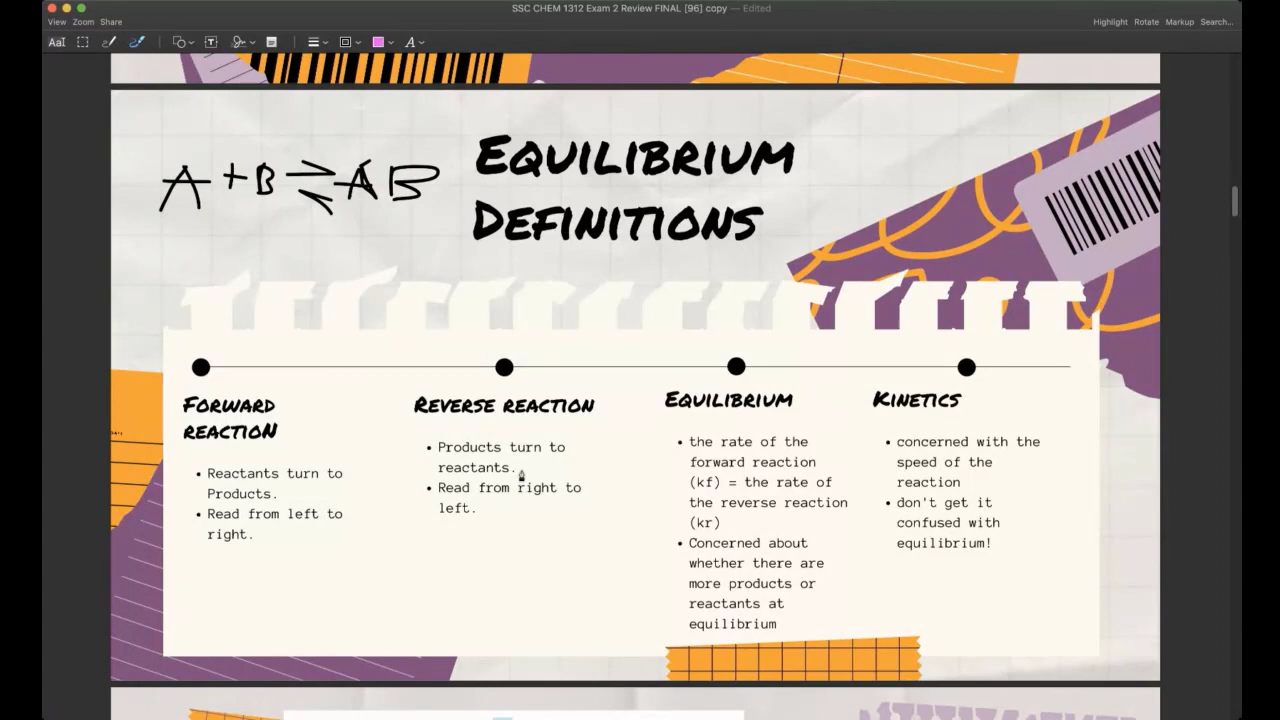 SSC CHEM 1312 Exam 2 Review FINAL [96] copy — Edited
View Zoom Share
Highlight Rotate Markup Search...
AaI
T
A
A + B ⇌ AB
EQUILIBRIUM
DEFINITIONS
FORWARD
REACTION
• Reactants turn to
Products.
• Read from left to
right.
REVERSE REACTION
• Products turn to
reactants.
• Read from right to
left.
EQUILIBRIUM
• the rate of the
forward reaction
(kf) = the rate of
the reverse reaction
(kr)
• Concerned about
whether there are
more products or
reactants at
equilibrium
KINETICS
• concerned with the
speed of the
reaction
• don't get it
confused with
equilibrium!